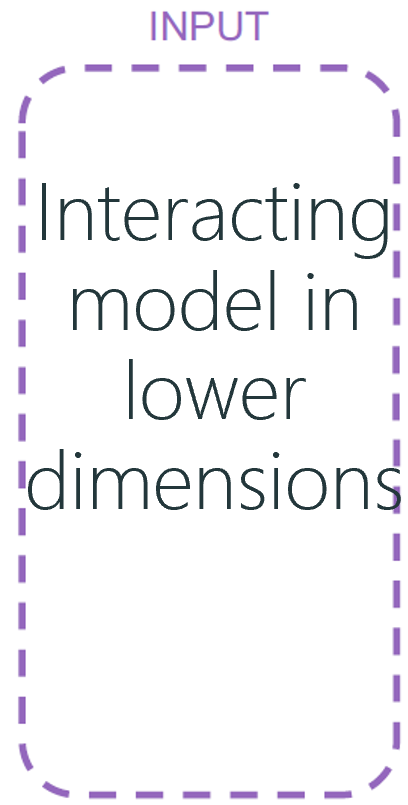 INPUT
Interacting
model in
lower
dimensions